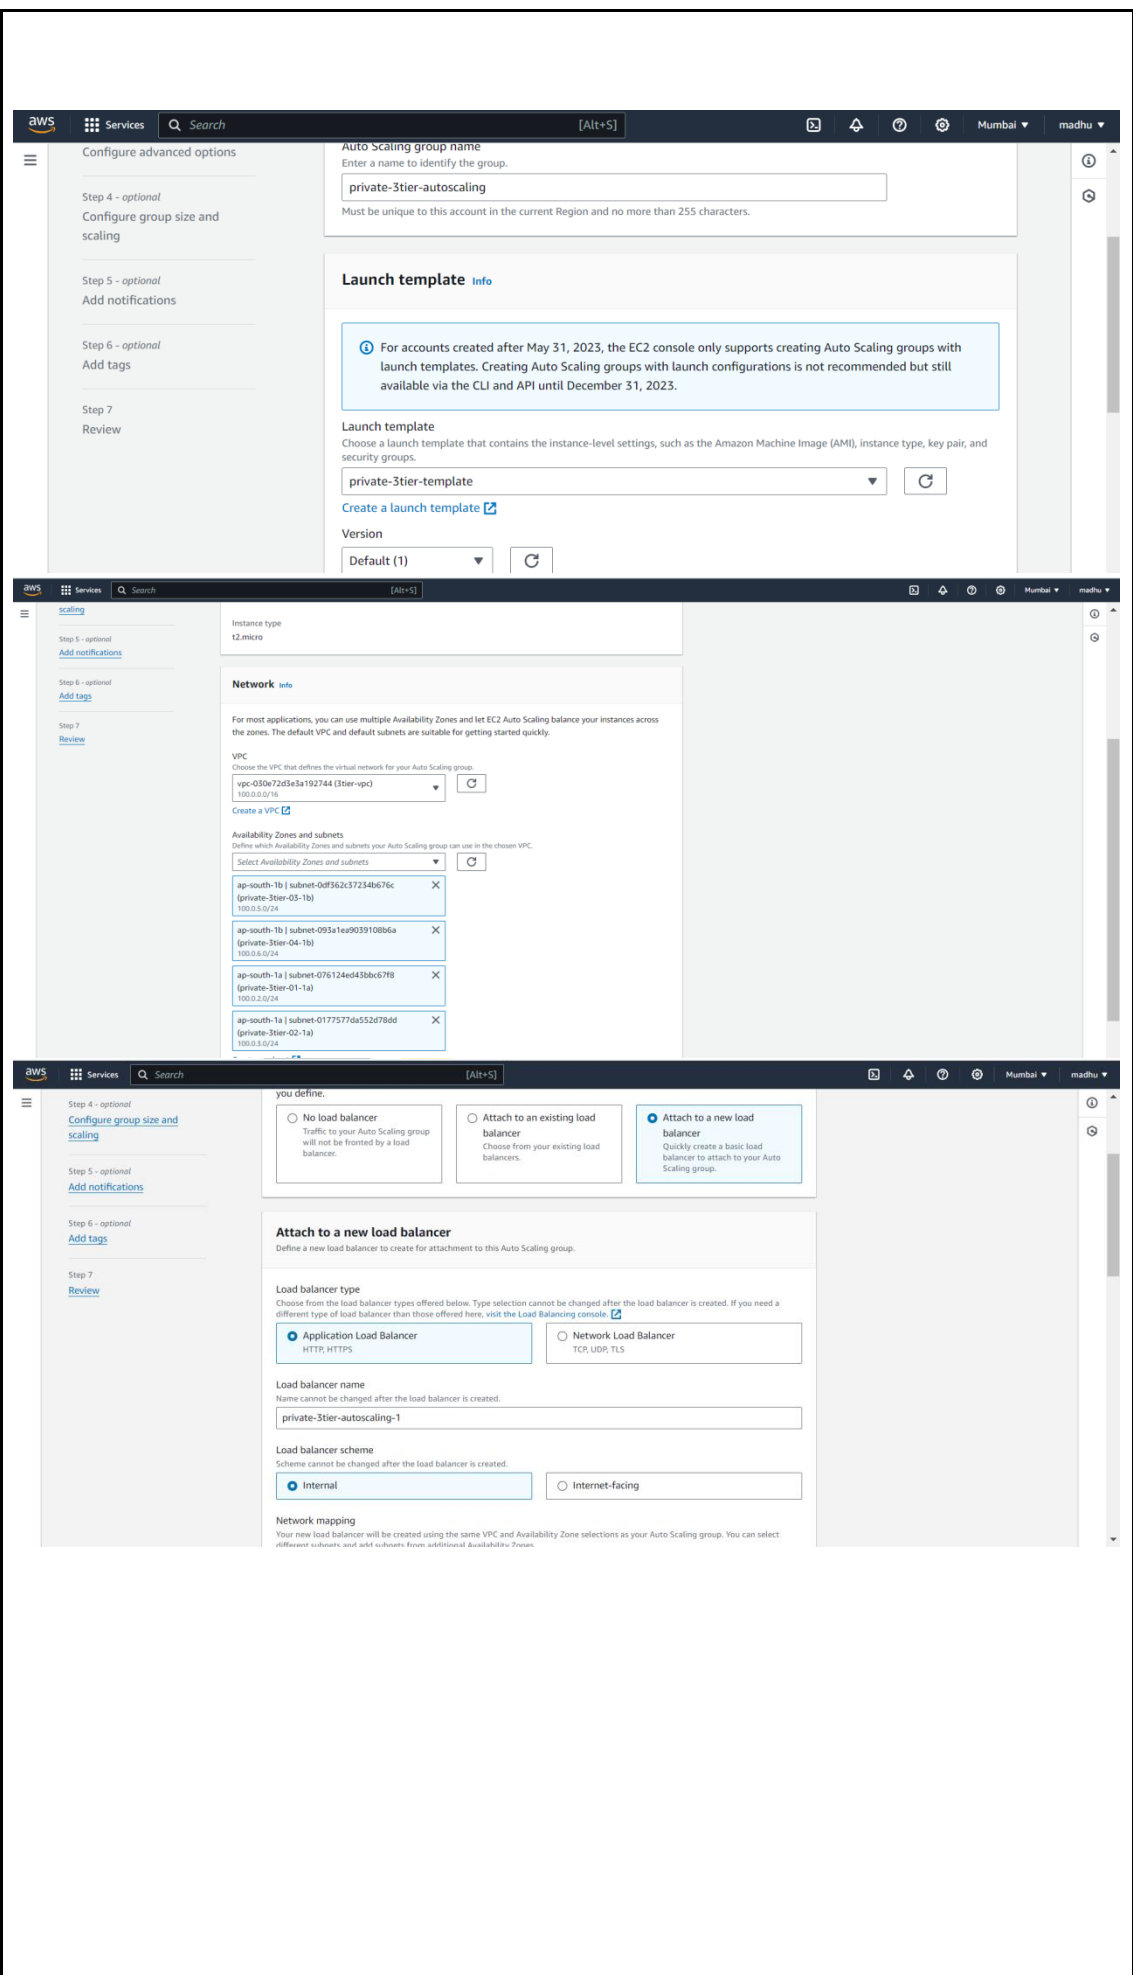 aws Services Search [Alt+S] Mumbai madhu
Configure advanced options
Step 4 - optional
Configure group size and
scaling
Step 5 - optional
Add notifications
Step 6 - optional
Add tags
Step 7
Review
Auto Scaling group name
Enter a name to identify the group.
private-3tier-autoscaling
Must be unique to this account in the current Region and no more than 255 characters.
Launch template Info
For accounts created after May 31, 2023, the EC2 console only supports creating Auto Scaling groups with
launch templates. Creating Auto Scaling groups with launch configurations is not recommended but still
available via the CLI and API until December 31, 2023.
Launch template
Choose a launch template that contains the instance-level settings, such as the Amazon Machine Image (AMI), instance type, key pair, and
security groups.
private-3tier-template
Create a launch template
Version
Default (1)
aws Services Search [Alt+S] Mumbai madhu
scaling
Step 5 - optional
Add notifications
Step 6 - optional
Add tags
Step 7
Review
Instance type
t2.micro
Network Info
For most applications, you can use multiple Availability Zones and let EC2 Auto Scaling balance your instances across
the zones. The default VPC and default subnets are suitable for getting started quickly.
VPC
Choose the VPC that defines the virtual network for your Auto Scaling group.
vpc-030e72d3e3a192744 (3tier-vpc)
100.0.0.0/16
Create a VPC
Availability Zones and subnets
Define which Availability Zones and subnets your Auto Scaling group can use in the chosen VPC.
Select Availability Zones and subnets
ap-south-1b | subnet-0df362c37234b676c
(private-3tier-03-1b)
100.0.5.0/24
ap-south-1b | subnet-093a1ea9039108b6a
(private-3tier-04-1b)
100.0.6.0/24
ap-south-1a | subnet-076124ed43bbc67f8
(private-3tier-01-1a)
100.0.2.0/24
ap-south-1a | subnet-0177577da552d78dd
(private-3tier-02-1a)
100.0.3.0/24
aws Services Search [Alt+S] Mumbai madhu
Step 4 - optional
Configure group size and
scaling
Step 5 - optional
Add notifications
Step 6 - optional
Add tags
Step 7
Review
you define.
No load balancer
Traffic to your Auto Scaling group
will not be fronted by a load
balancer.
Attach to an existing load
balancer
Choose from your existing load
balancers.
Attach to a new load
balancer
Quickly create a basic load
balancer to attach to your Auto
Scaling group.
Attach to a new load balancer
Define a new load balancer to create for attachment to this Auto Scaling group.
Load balancer type
Choose from the load balancer types offered below. Type selection cannot be changed after the load balancer is created. If you need a
different type of load balancer than those offered here, visit the Load Balancing console.
Application Load Balancer
HTTP, HTTPS
Network Load Balancer
TCP, UDP, TLS
Load balancer name
Name cannot be changed after the load balancer is created.
private-3tier-autoscaling-1
Load balancer scheme
Scheme cannot be changed after the load balancer is created.
Internal
Internet-facing
Network mapping
Your new load balancer will be created using the same VPC and Availability Zone selections as your Auto Scaling group. You can select
different subnets and add subnets from additional Availability Zones.